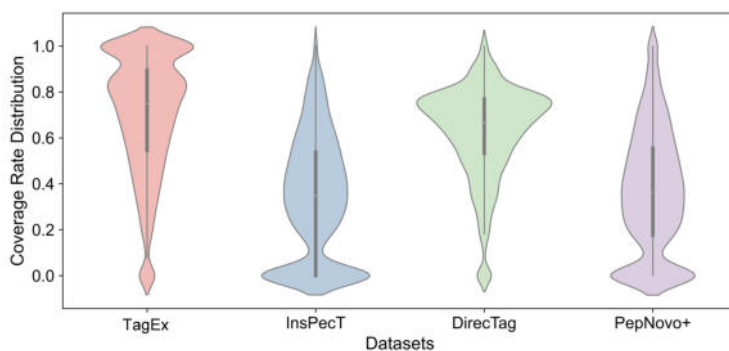 Coverage Rate Distribution
1.0
0.8
0.6
0.4
0.2
0.0
TagEx
InsPecT
DirecTag
PepNovo+
Datasets